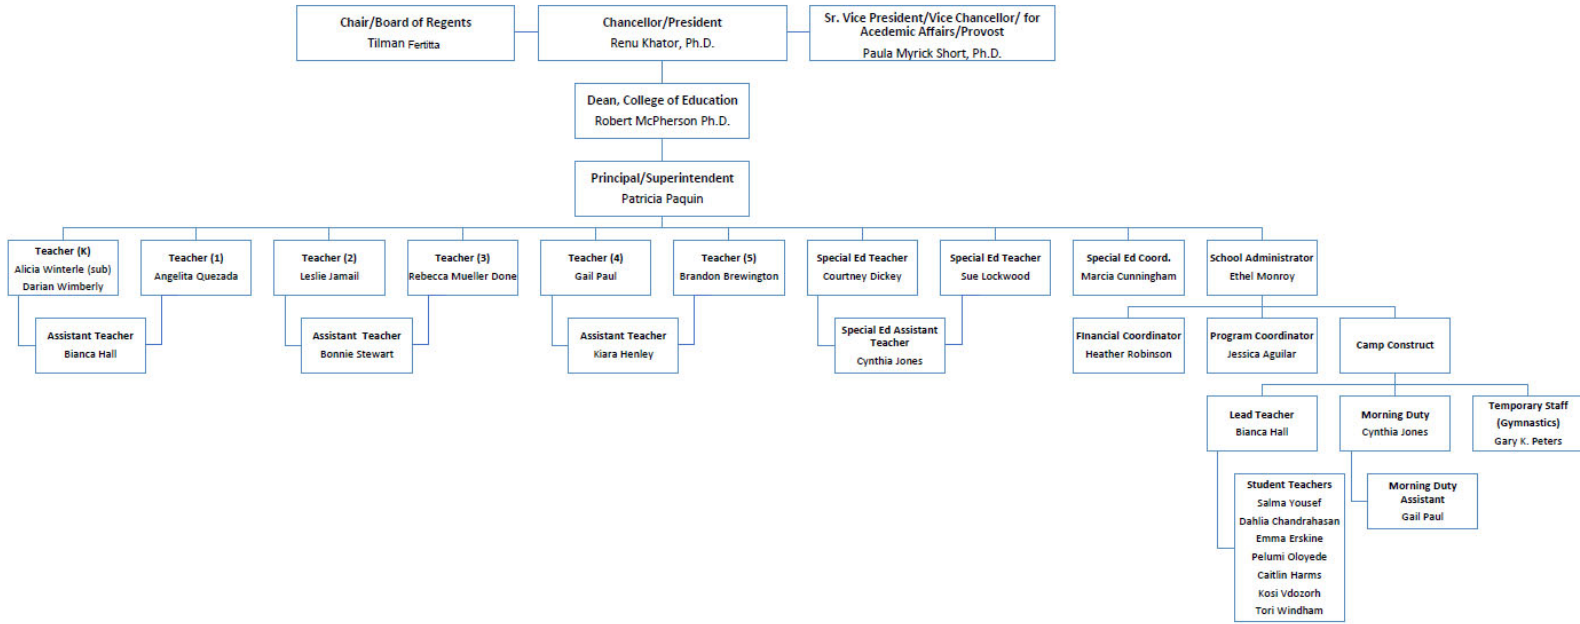 Chair/Board of Regents
Tilman Fertitta
Chancellor/President
Renu Khator, Ph.D.
Sr. Vice President/Vice Chancellor/ for
Acedemic Affairs/Provost
Paula Myrick Short, Ph.D.
Dean, College of Education
Robert McPherson Ph.D.
Principal/Superintendent
Patricia Paquin
Teacher (K)
Alicia Winterle (sub)
Darian Wimberly
Teacher (1)
Angelita Quezada
Teacher (2)
Leslie Jamail
Teacher (3)
Rebecca Mueller Done
Teacher (4)
Gail Paul
Teacher (5)
Brandon Brewington
Special Ed Teacher
Courtney Dickey
Special Ed Teacher
Sue Lockwood
Special Ed Coord.
Marcia Cunningham
School Administrator
Ethel Monroy
Assistant Teacher
Bianca Hall
Assistant Teacher
Bonnie Stewart
Assistant Teacher
Kiara Henley
Special Ed Assistant
Teacher
Cynthia Jones
Financial Coordinator
Heather Robinson
Program Coordinator
Jessica Aguilar
Camp Construct
Lead Teacher
Bianca Hall
Morning Duty
Cynthia Jones
Temporary Staff
(Gymnastics)
Gary K. Peters
Student Teachers
Salma Yousef
Dahlia Chandrahasan
Emma Erskine
Pelumi Oloyede
Caitlin Harms
Kosi Vdozorh
Tori Windham
Morning Duty
Assistant
Gail Paul